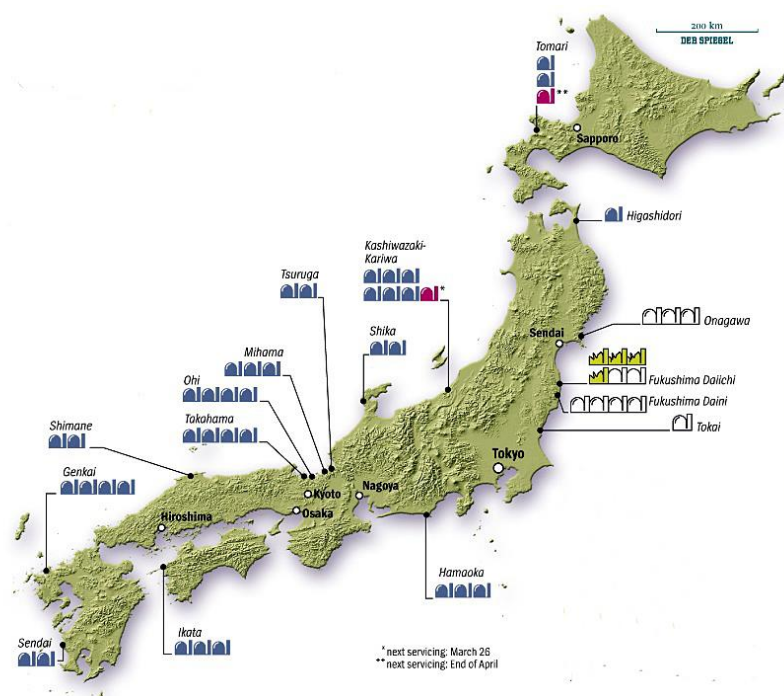 200 km
DER SPIEGEL
Tomari
**
Sapporo
Higashidori
Kashiwazaki-
Kariwa
*
Tsuruga
Shika
Onagawa
Sendai
Mihama
Ohi
Fukushima Daiichi
Fukushima Daini
Takahama
Tokai
Shimane
Genkai
Tokyo
Kyoto
Nagoya
Osaka
Hiroshima
Hamaoka
Ikata
Sendai
* next servicing: March 26
** next servicing: End of April